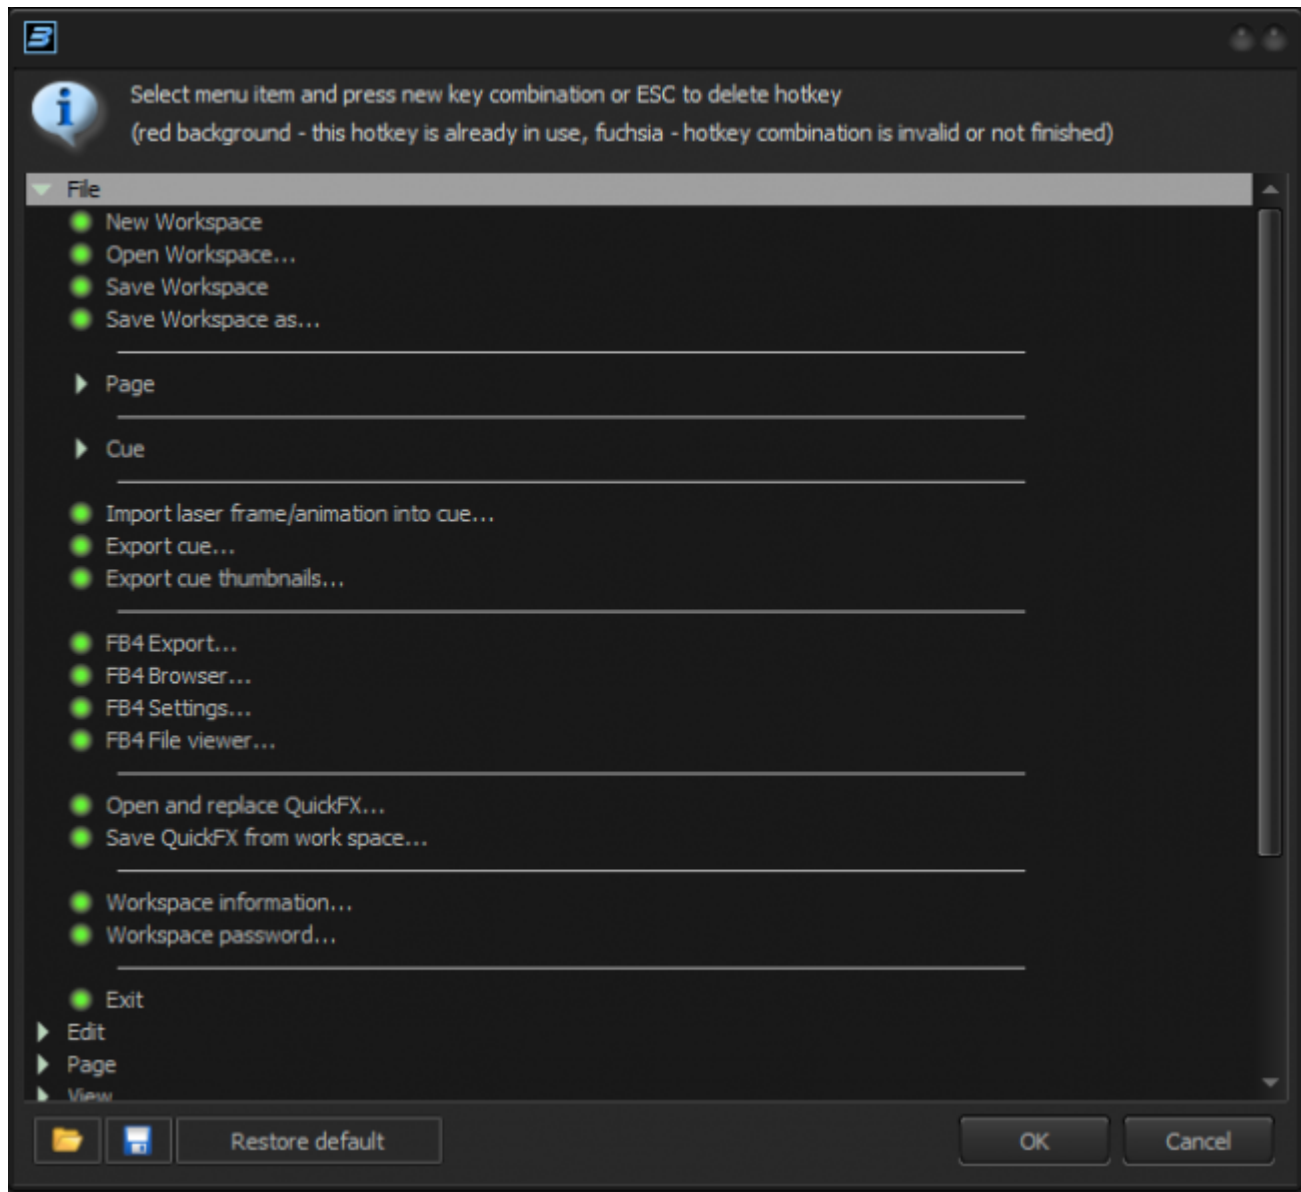 Select menu item and press new key combination or ESC to delete hotkey
(red background - this hotkey is already in use, fuchsia - hotkey combination is invalid or not finished)
File
New Workspace
Open Workspace...
Save Workspace
Save Workspace as...
Page
Cue
Import laser frame/animation into cue...
Export cue...
Export cue thumbnails...
FB4 Export...
FB4 Browser...
FB4 Settings...
FB4 File viewer...
Open and replace QuickFX...
Save QuickFX from work space...
Workspace information...
Workspace password...
Exit
Edit
Page
View
Restore default
OK
Cancel